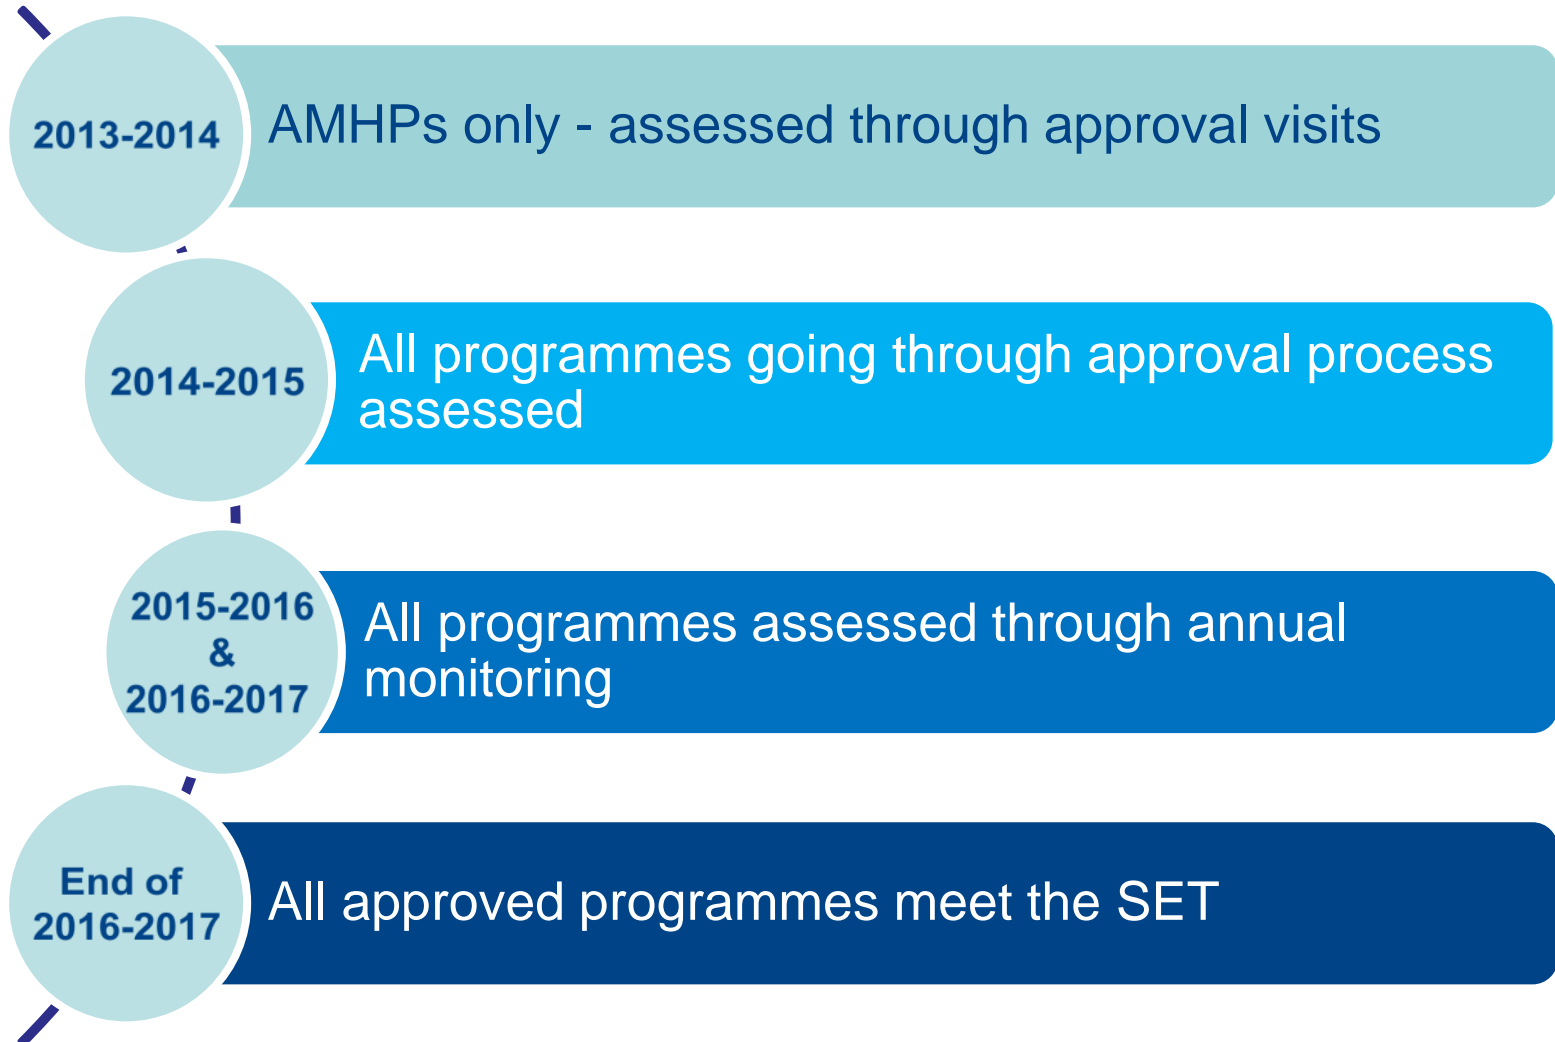 2013-2014
AMHPs only - assessed through approval visits
2014-2015
All programmes going through approval process
assessed
2015-2016
&
2016-2017
All programmes assessed through annual
monitoring
End of
2016-2017
All approved programmes meet the SET